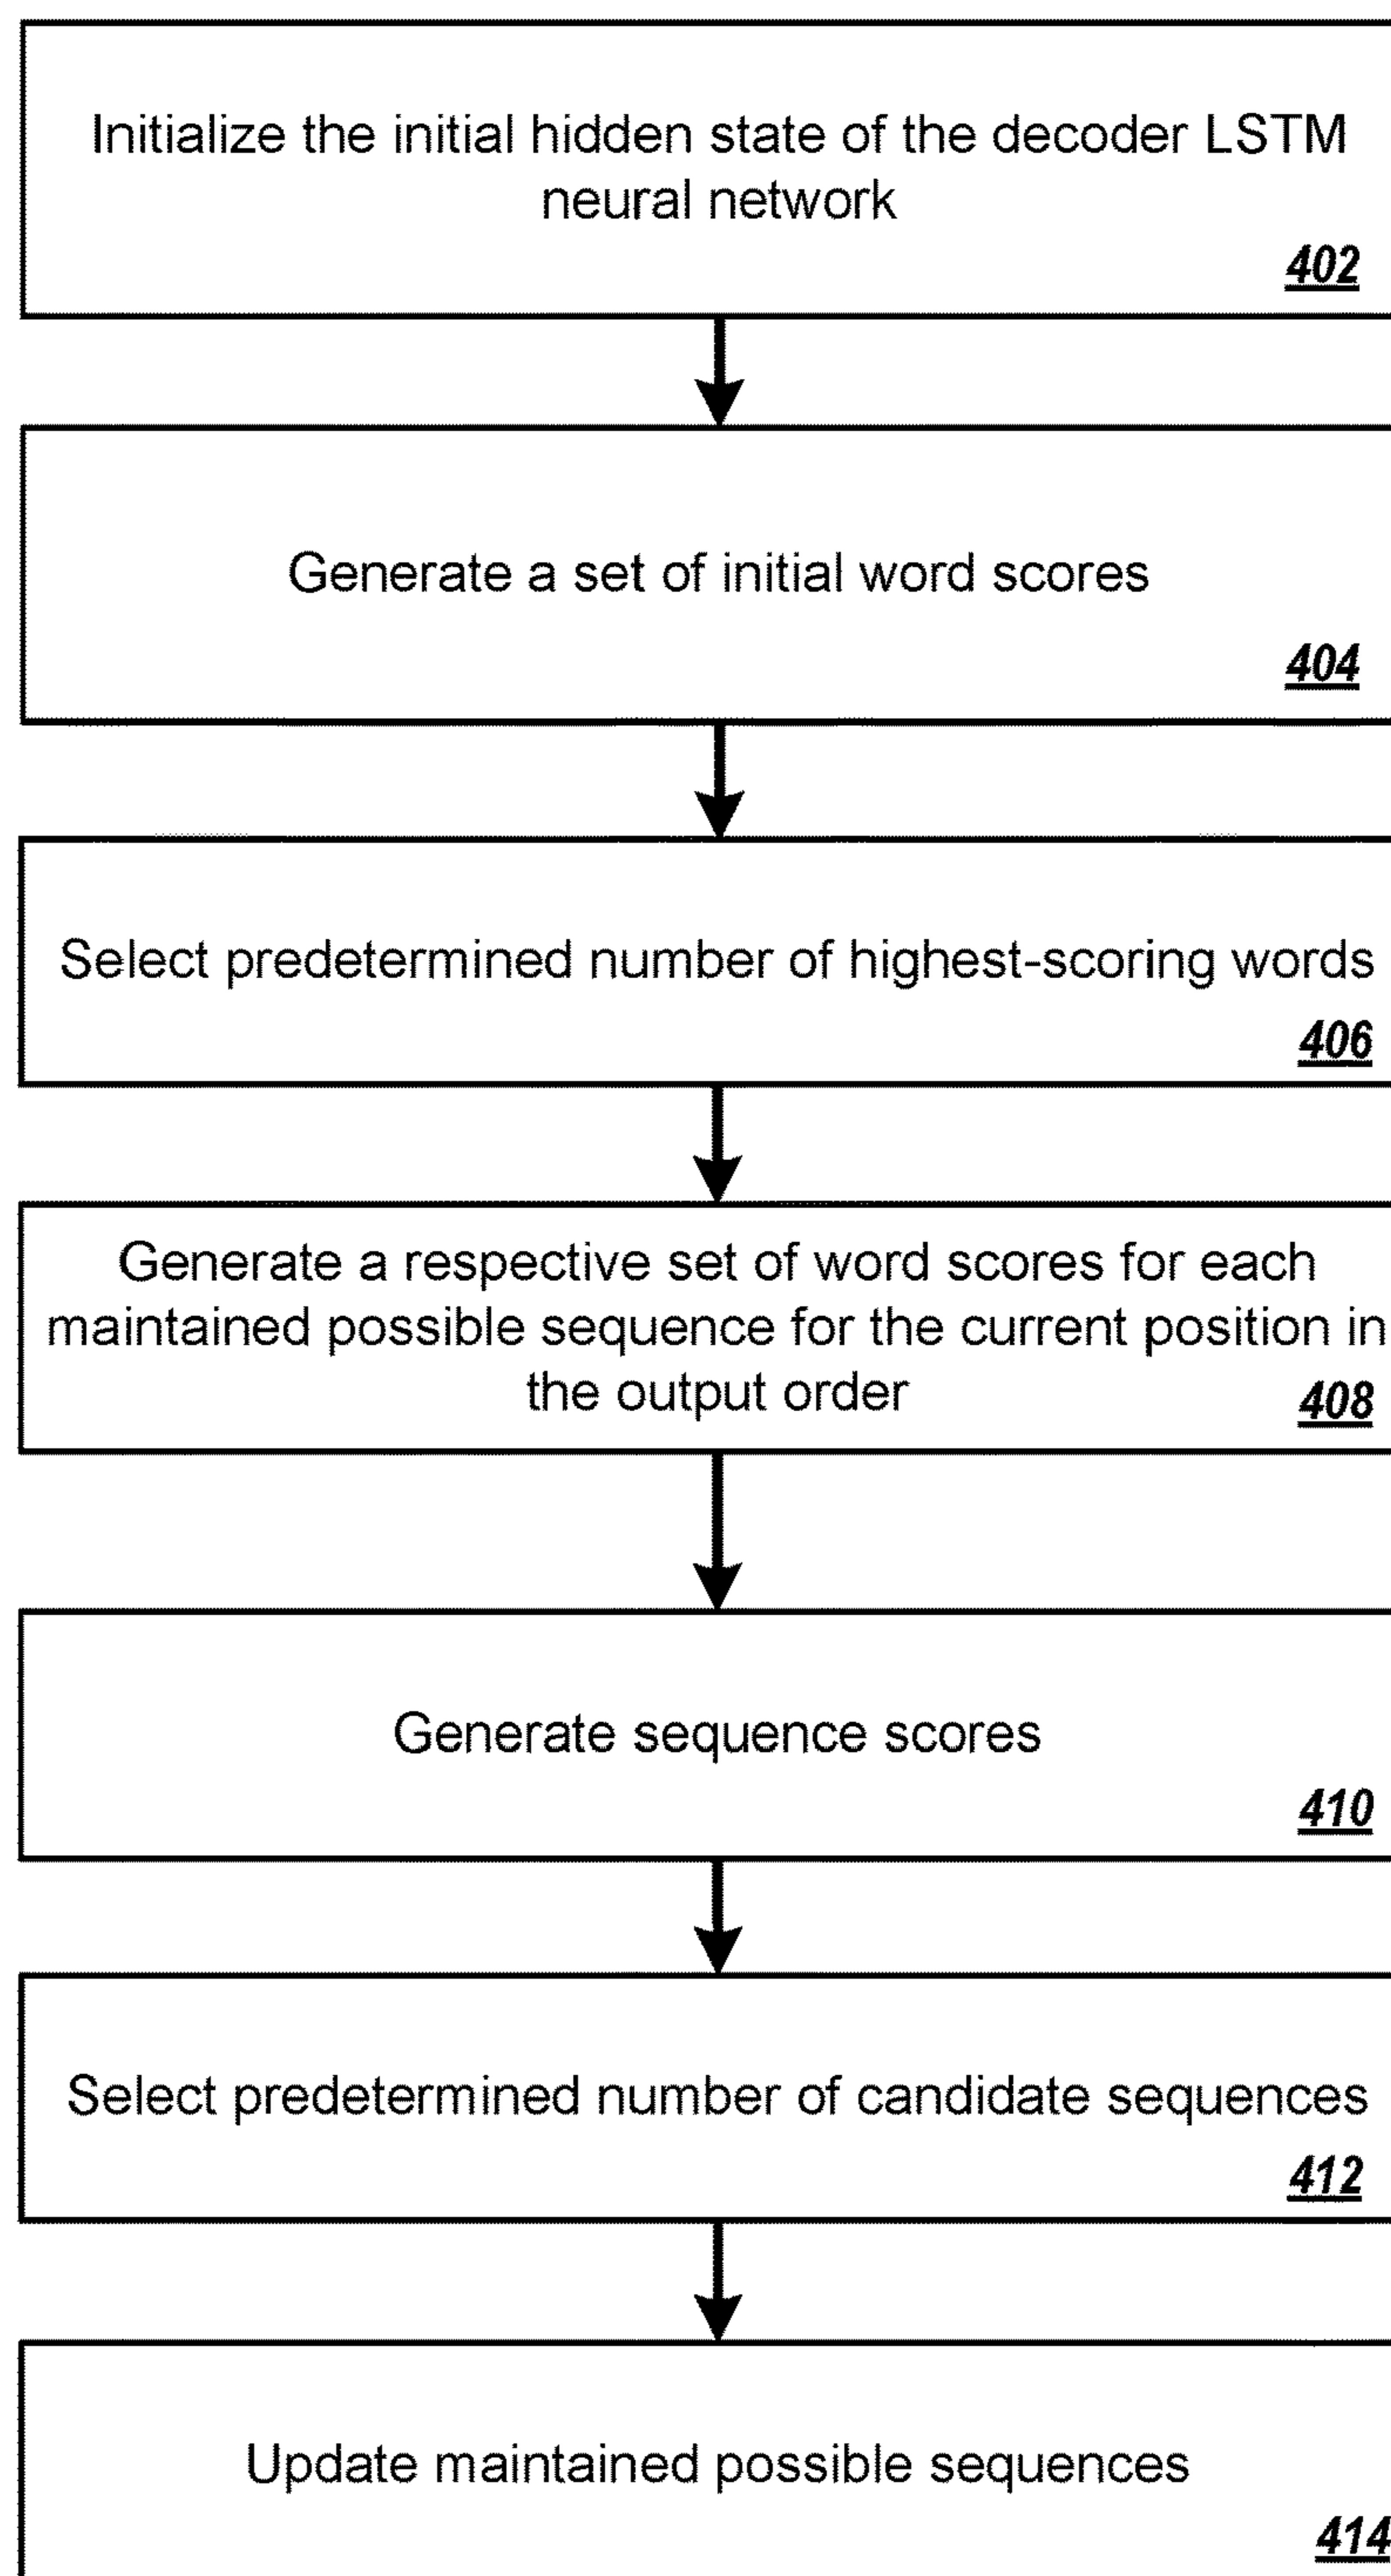 Initialize the initial hidden state of the decoder LSTM
neural network
402
Generate a set of initial word scores
404
Select predetermined number of highest-scoring words
406
Generate a respective set of word scores for each
maintained possible sequence for the current position in
the output order
408
Generate sequence scores
410
Select predetermined number of candidate sequences
412
Update maintained possible sequences
414